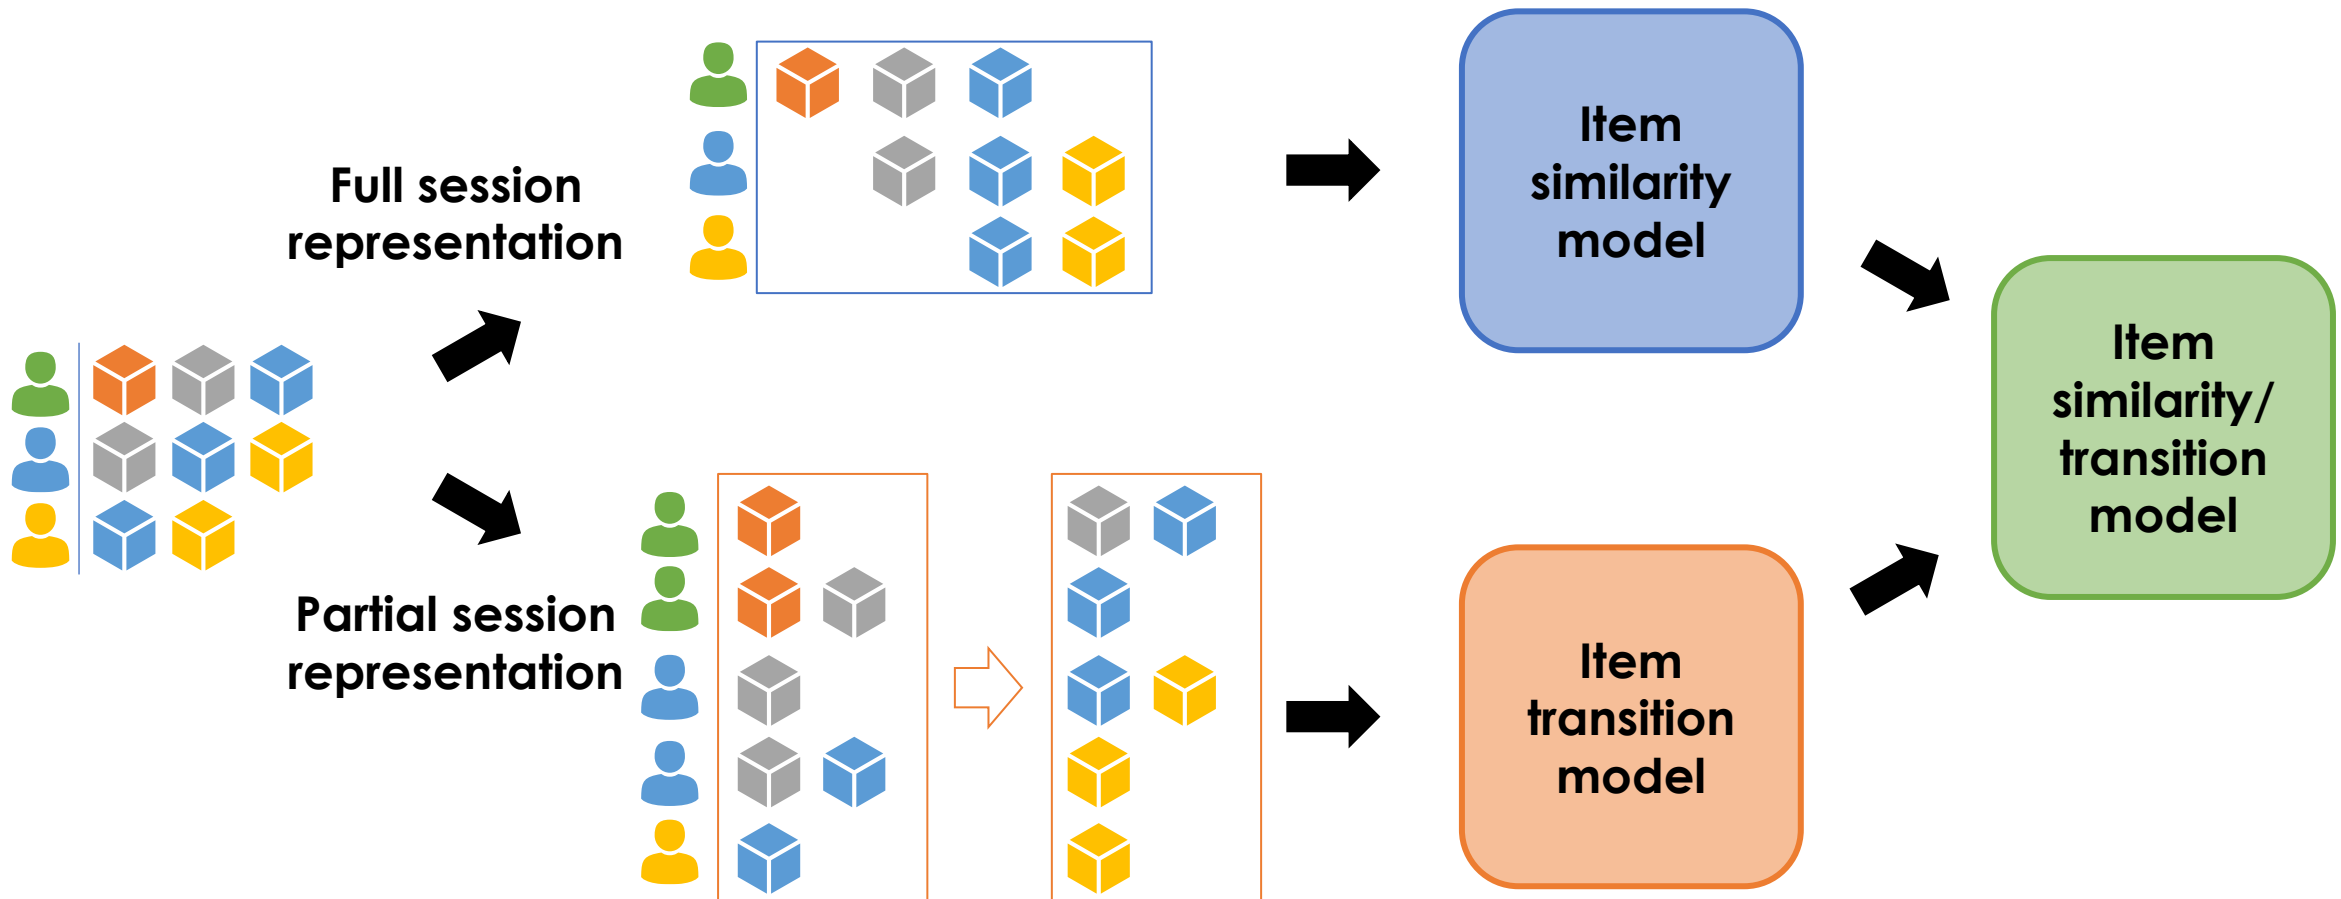 Full session
representation
Partial session
representation
Item
similarity
model
Item
transition
model
Item
similarity/
transition
model